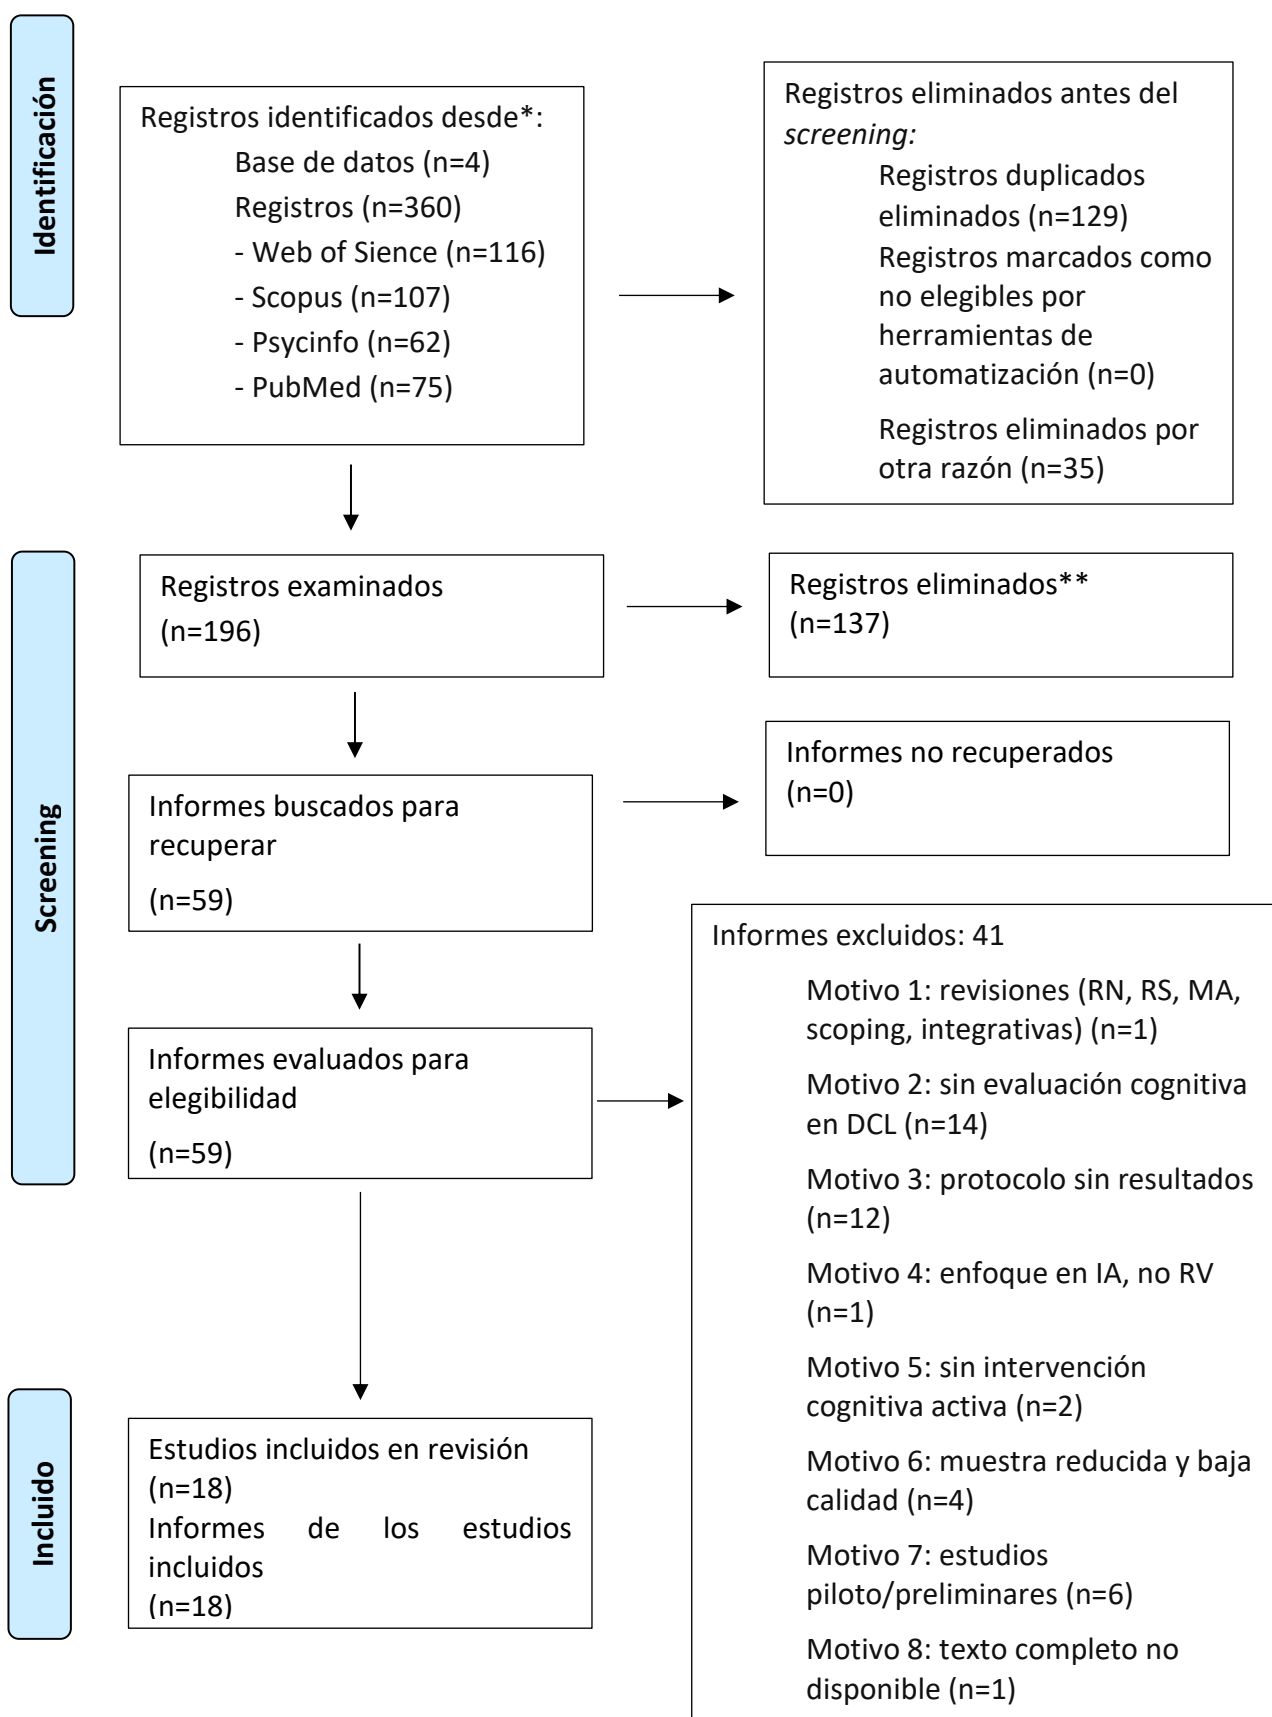 Identificación
Registros identificados desde*:
Base de datos (n=4)
Registros (n=360)
- Web of Sience (n=116)
- Scopus (n=107)
- Psycinfo (n=62)
- PubMed (n=75)
Registros eliminados antes del
screening:
Registros duplicados
eliminados (n=129)
Registros marcados como
no elegibles por
herramientas de
automatización (n=0)
Registros eliminados por
otra razón (n=35)
Screening
Registros examinados
(n=196)
Registros eliminados**
(n=137)
Informes buscados para
recuperar
(n=59)
Informes no recuperados
(n=0)
Informes evaluados para
elegibilidad
(n=59)
Informes excluidos: 41
Motivo 1: revisiones (RN, RS, MA,
scoping, integrativas) (n=1)
Motivo 2: sin evaluación cognitiva
en DCL (n=14)
Motivo 3: protocolo sin resultados
(n=12)
Motivo 4: enfoque en IA, no RV
(n=1)
Motivo 5: sin intervención
cognitiva activa (n=2)
Motivo 6: muestra reducida y baja
calidad (n=4)
Motivo 7: estudios
piloto/preliminares (n=6)
Motivo 8: texto completo no
disponible (n=1)
Incluido
Estudios incluidos en revisión
(n=18)
Informes de los estudios
incluidos
(n=18)